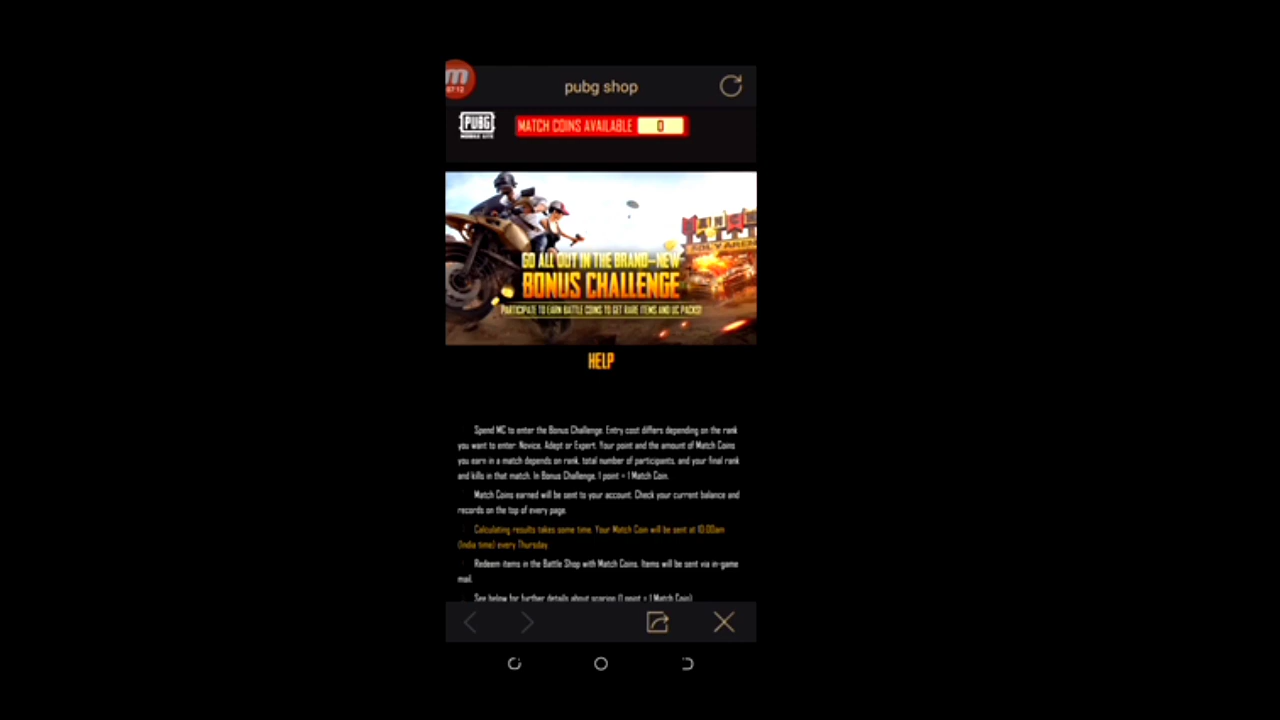 pubg shop
m
07:12
PUBG
MOBILE LITE
MATCH COINS AVAILABLE 0
GO ALL OUT IN THE BRAND-NEW
BONUS CHALLENGE
PARTICIPATE TO EARN BATTLE COINS TO GET RARE ITEMS AND UC PACKS!
HELP
Spend MC to enter the Bonus Challenge. Entry cost differs depending on the rank
you want to enter: Novice, Adept or Expert. Your point and the amount of Match Coins
you earn in a match depends on rank, total number of participants, and your final rank
and kills in that match. In Bonus Challenge, 1 point = 1 Match Coin.
Match Coins earned will be sent to your account. Check your current balance and
records on the top of every page.
Calculating results takes some time. Your Match Coin will be sent at 10:00am
(India time) every Thursday.
Redeem items in the Battle Shop with Match Coins. Items will be sent via in-game
mail.
See below for further details about scoring (1 point = 1 Match Coin)